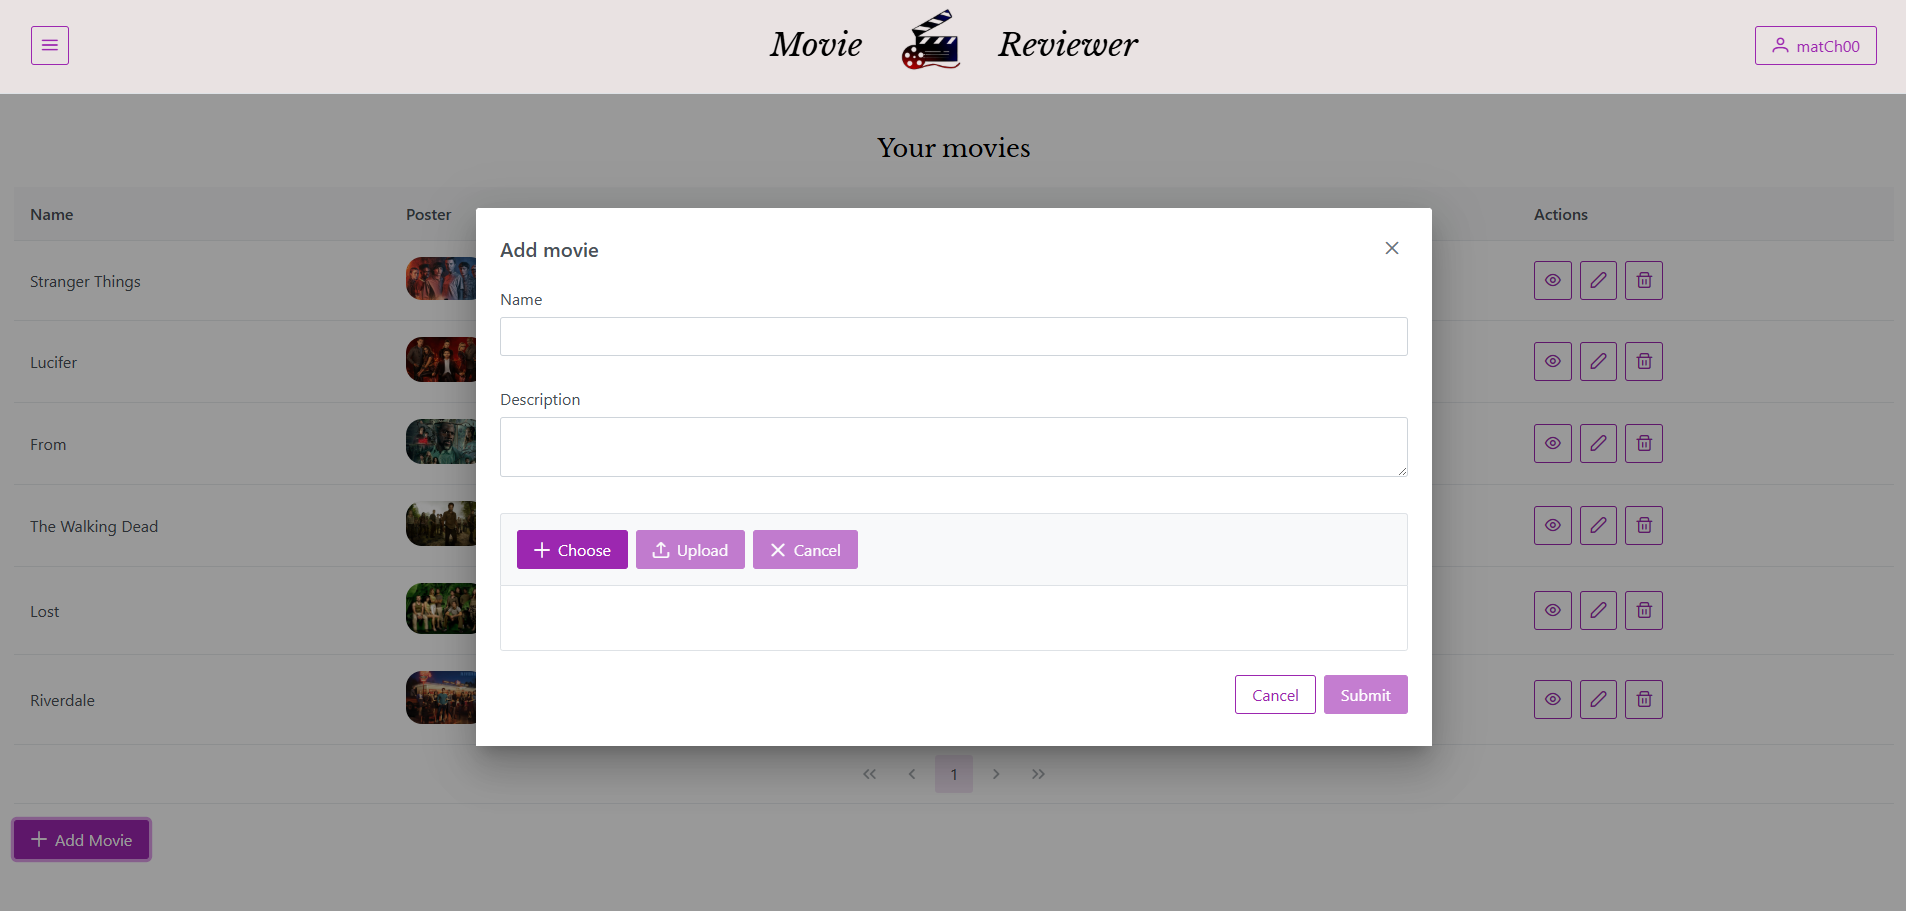 Movie Reviewer
matCh00
Your movies
Name Poster Actions
Add movie
Name
Description
+ Choose Upload Cancel
Cancel Submit
Stranger Things
Lucifer
From
The Walking Dead
Lost
Riverdale
« ‹ 1 › »
+ Add Movie